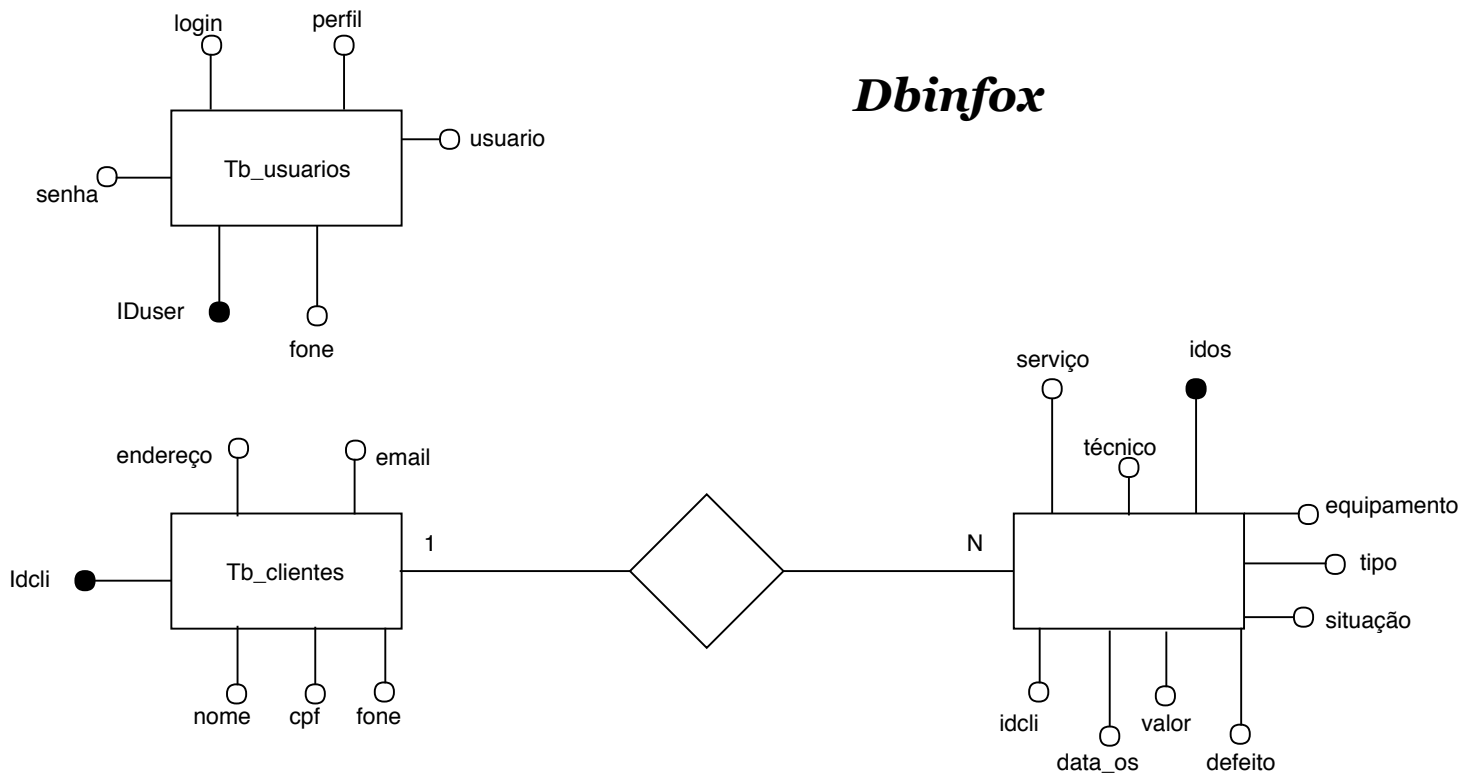 login
perfil
Dbinfox
usuario
Tb_usuarios
senha
IDuser
fone
serviço
idos
técnico
endereço
email
equipamento
1
N
tipo
Idcli
Tb_clientes
situação
nome
cpf
fone
idcli
valor
data_os
defeito